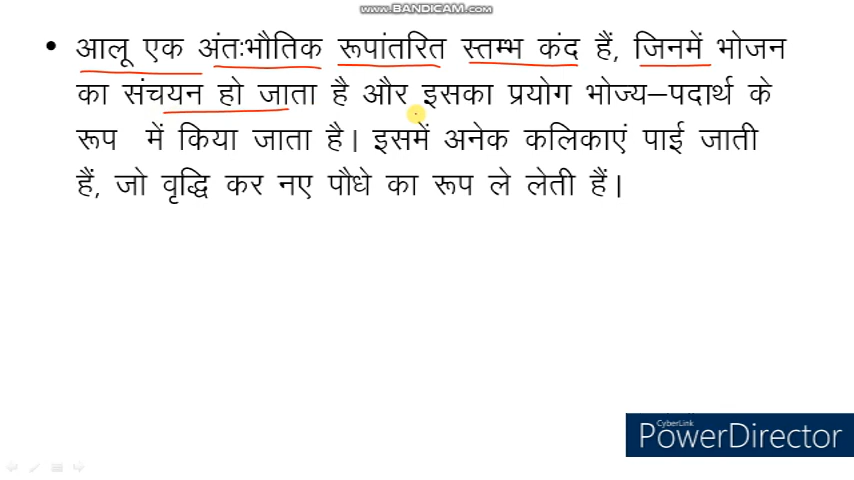 www.BANDICAM.com
• आलू एक अंतःभौतिक रूपांतरित स्तम्भ कंद हैं, जिनमें भोजन
का संचयन हो जाता है और इसका प्रयोग भोज्य–पदार्थ के
रूप में किया जाता है। इसमें अनेक कलिकाएं पाई जाती
हैं, जो वृद्धि कर नए पौधे का रूप ले लेती हैं।
CyberLink
PowerDirector